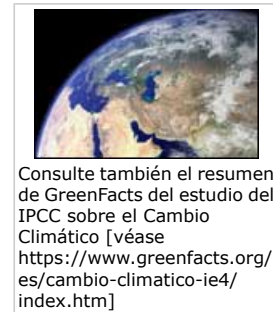 Consulte también el resumen
de GreenFacts del estudio del
IPCC sobre el Cambio
Climático [véase
https://www.greenfacts.org/
es/cambio-climatico-ie4/
index.htm]